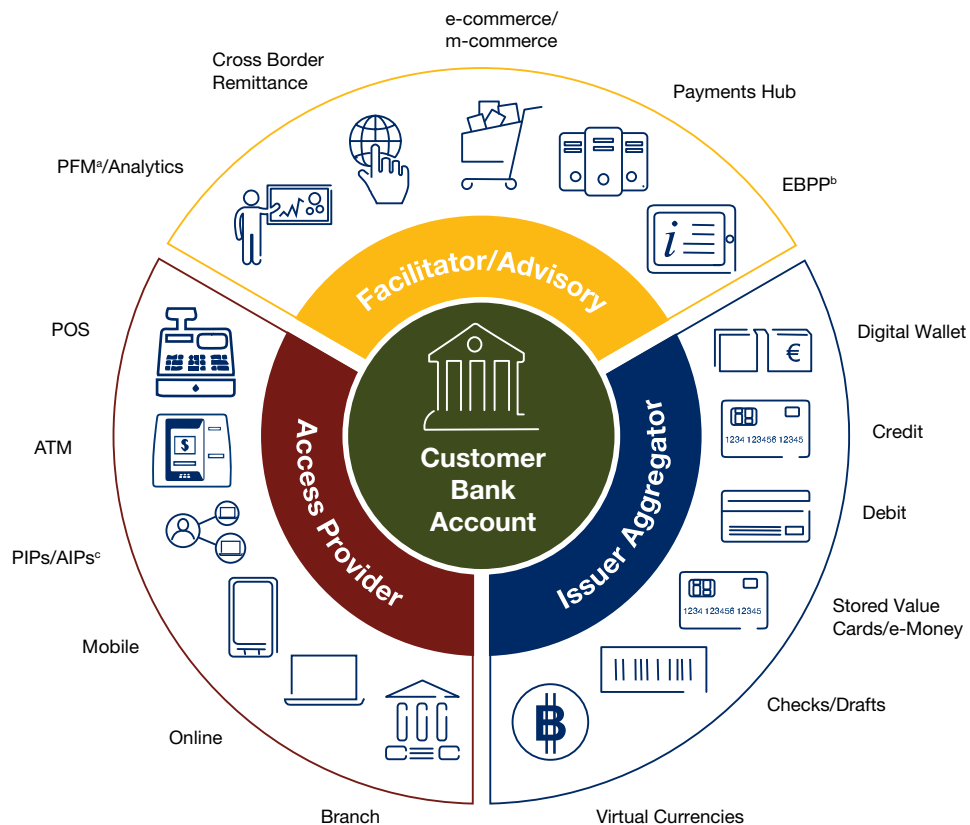 e-commerce/
m-commerce
Cross Border
Remittance
Payments Hub
PFMᵃ/Analytics
EBPPᵇ
i
Facilitator/Advisory
POS
ATM
$
PIPs/AIPsᶜ
Mobile
Online
Branch
Access Provider
Customer
Bank
Account
Issuer Aggregator
Digital Wallet
€
Credit
1234 123456 12345
Debit
Stored Value
Cards/e-Money
1234 123456 12345
Checks/Drafts
B
Virtual Currencies